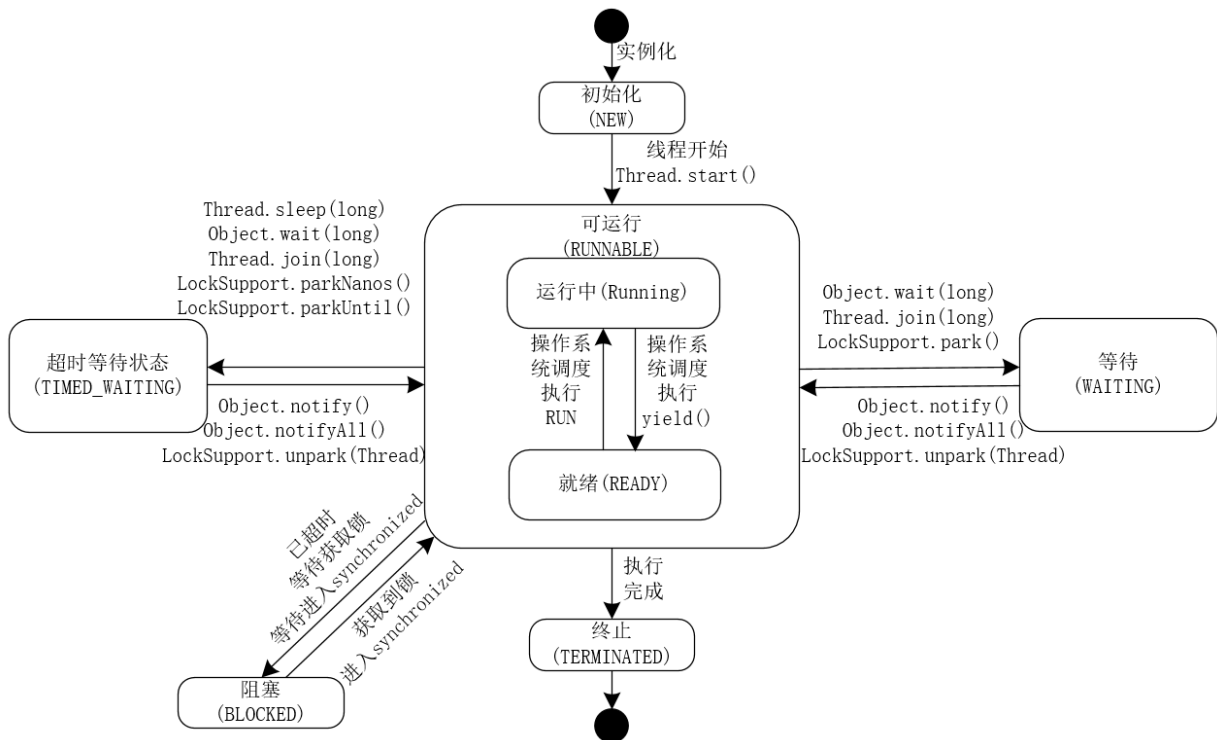 实例化
初始化
(NEW)
线程开始
Thread.start()
Thread.sleep(long)
Object.wait(long)
Thread.join(long)
LockSupport.parkNanos()
LockSupport.parkUntil()
可运行
(RUNNABLE)
运行中(Running)
操作系
统调度
执行
RUN
操作系
统调度
执行
yield()
就绪(READY)
Object.wait(long)
Thread.join(long)
LockSupport.park()
超时等待状态
(TIMED_WAITING)
等待
(WAITING)
Object.notify()
Object.notifyAll()
LockSupport.unpark(Thread)
Object.notify()
Object.notifyAll()
LockSupport.unpark(Thread)
已超时
等待获取锁
等待进入synchronized
获取到锁
进入synchronized
执行
完成
终止
(TERMINATED)
阻塞
(BLOCKED)